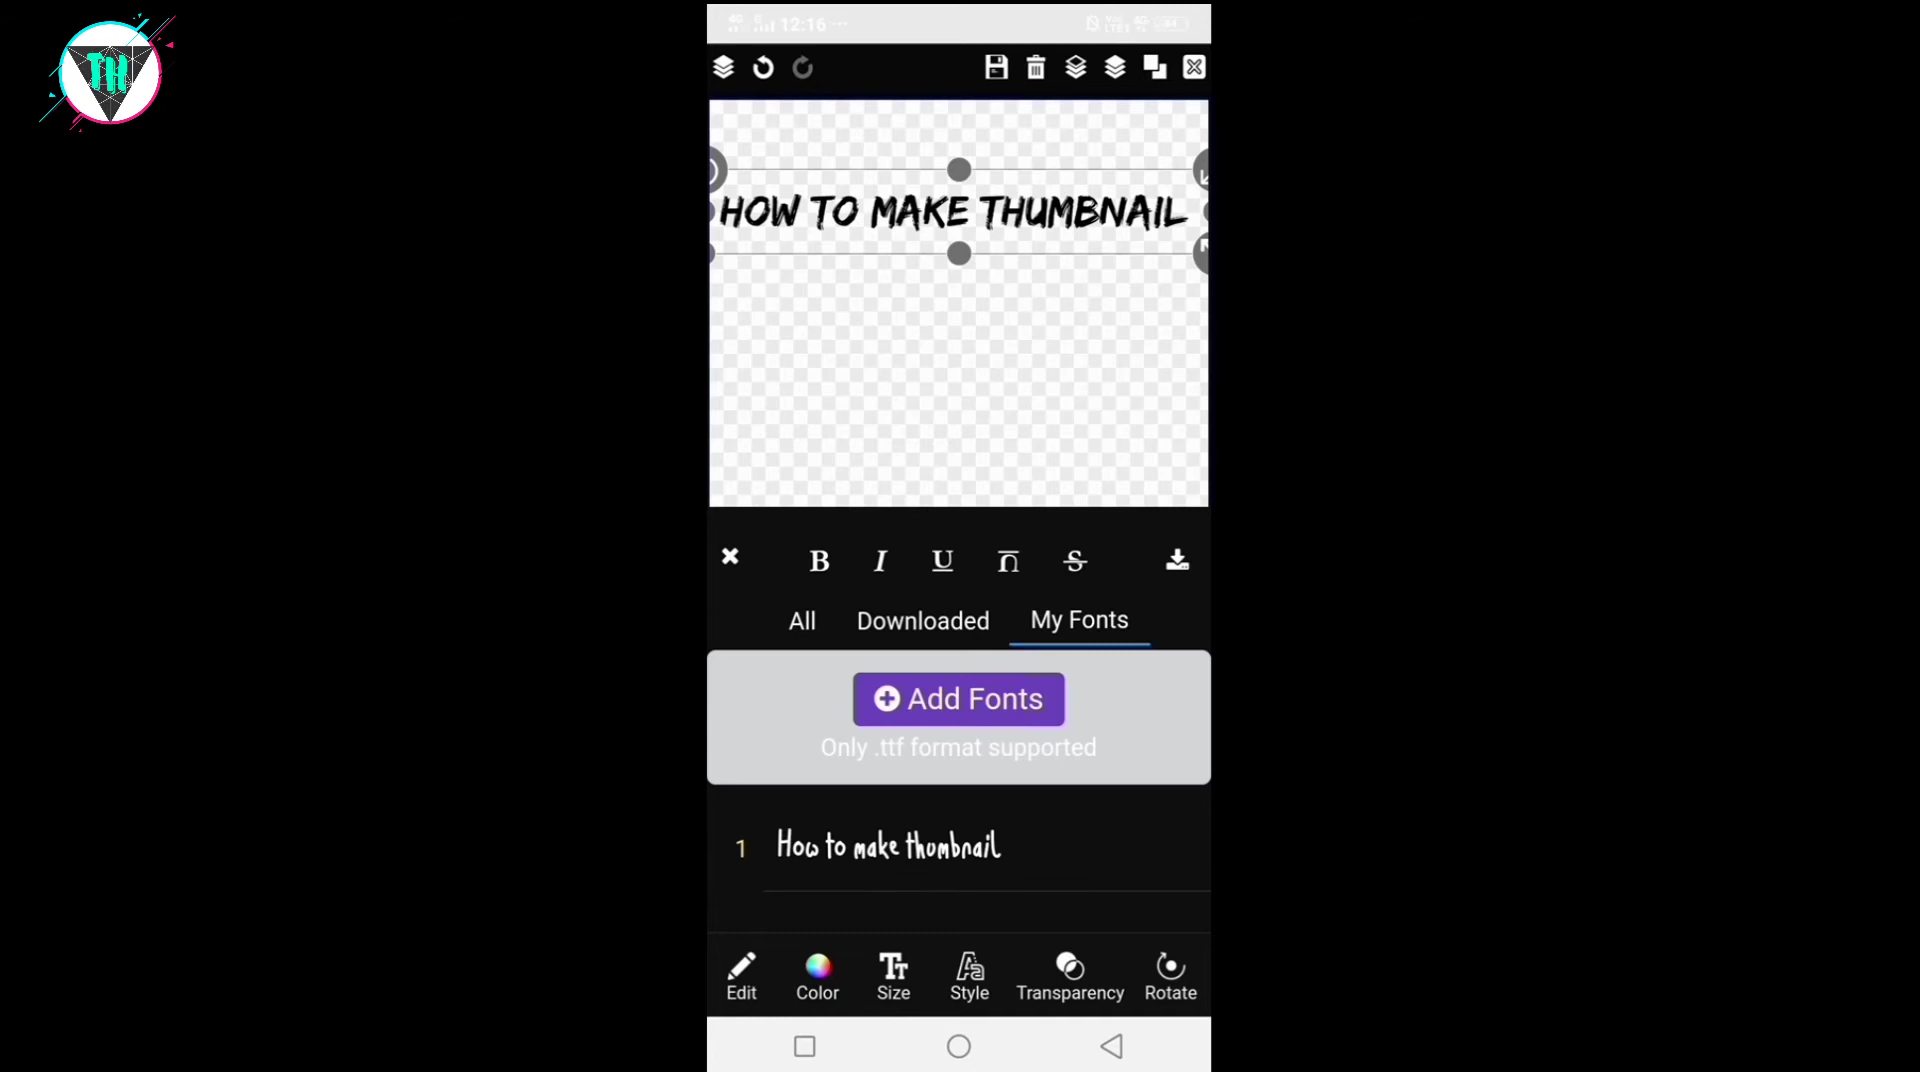 TH
4G 12:16 ...
HOW TO MAKE THUMBNAIL
B I U n S
All Downloaded My Fonts
Add Fonts
Only .ttf format supported
1 How to make thumbnail
Edit Color Size Style Transparency Rotate